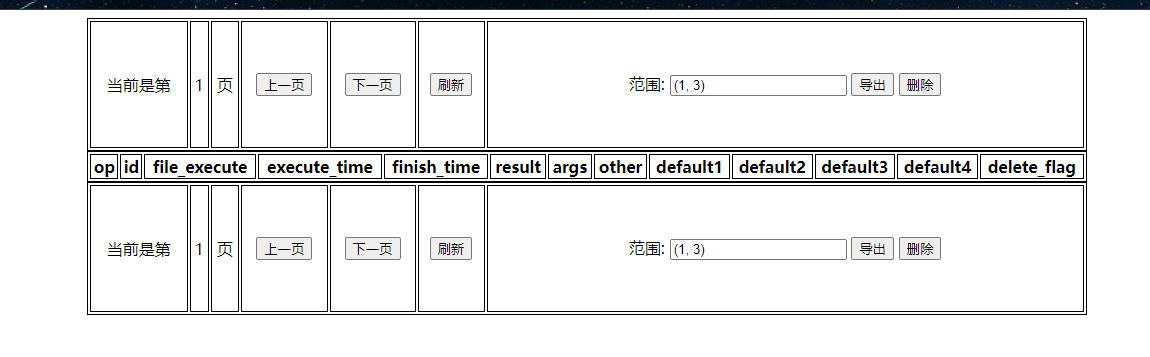 当前是第 1 页 上一页 下一页 刷新 范围: (1, 3) 导出 删除
op id file_execute execute_time finish_time result args other default1 default2 default3 default4 delete_flag
当前是第 1 页 上一页 下一页 刷新 范围: (1, 3) 导出 删除